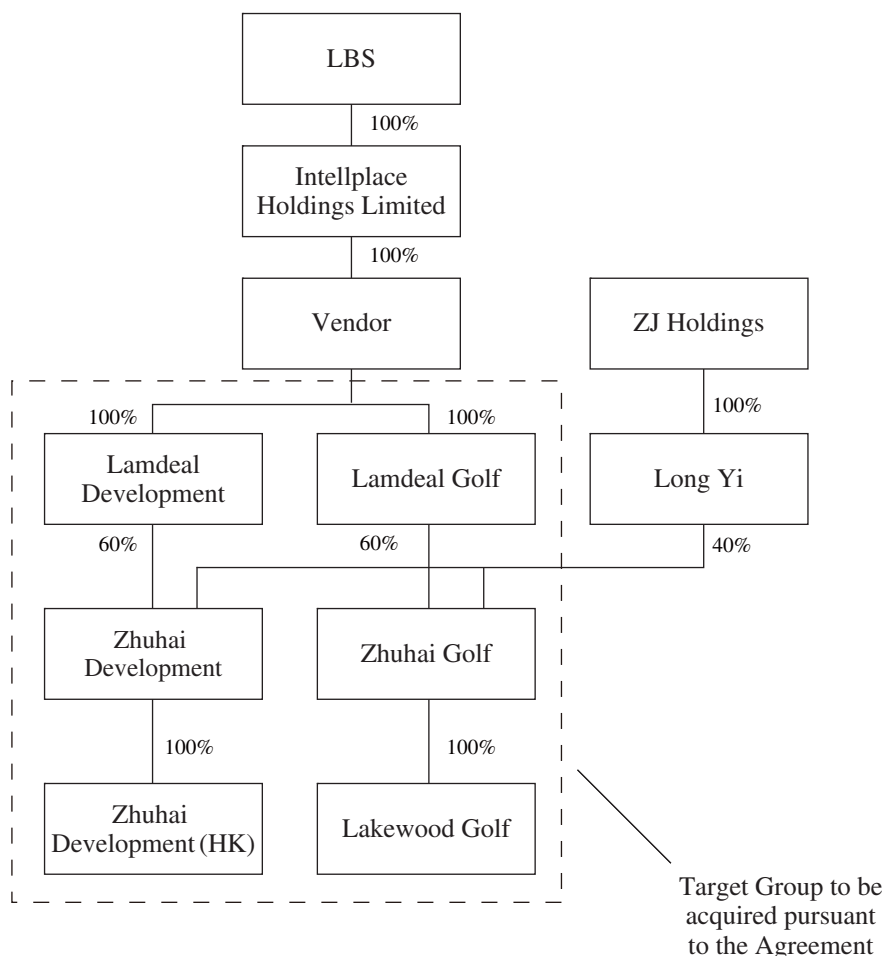 LBS
100%
Intellplace
Holdings Limited
100%
Vendor
ZJ Holdings
100%
100%
100%
Lamdeal
Development
Lamdeal Golf
Long Yi
60%
60%
40%
Zhuhai
Development
Zhuhai Golf
100%
100%
Zhuhai
Development (HK)
Lakewood Golf
Target Group to be
acquired pursuant
to the Agreement